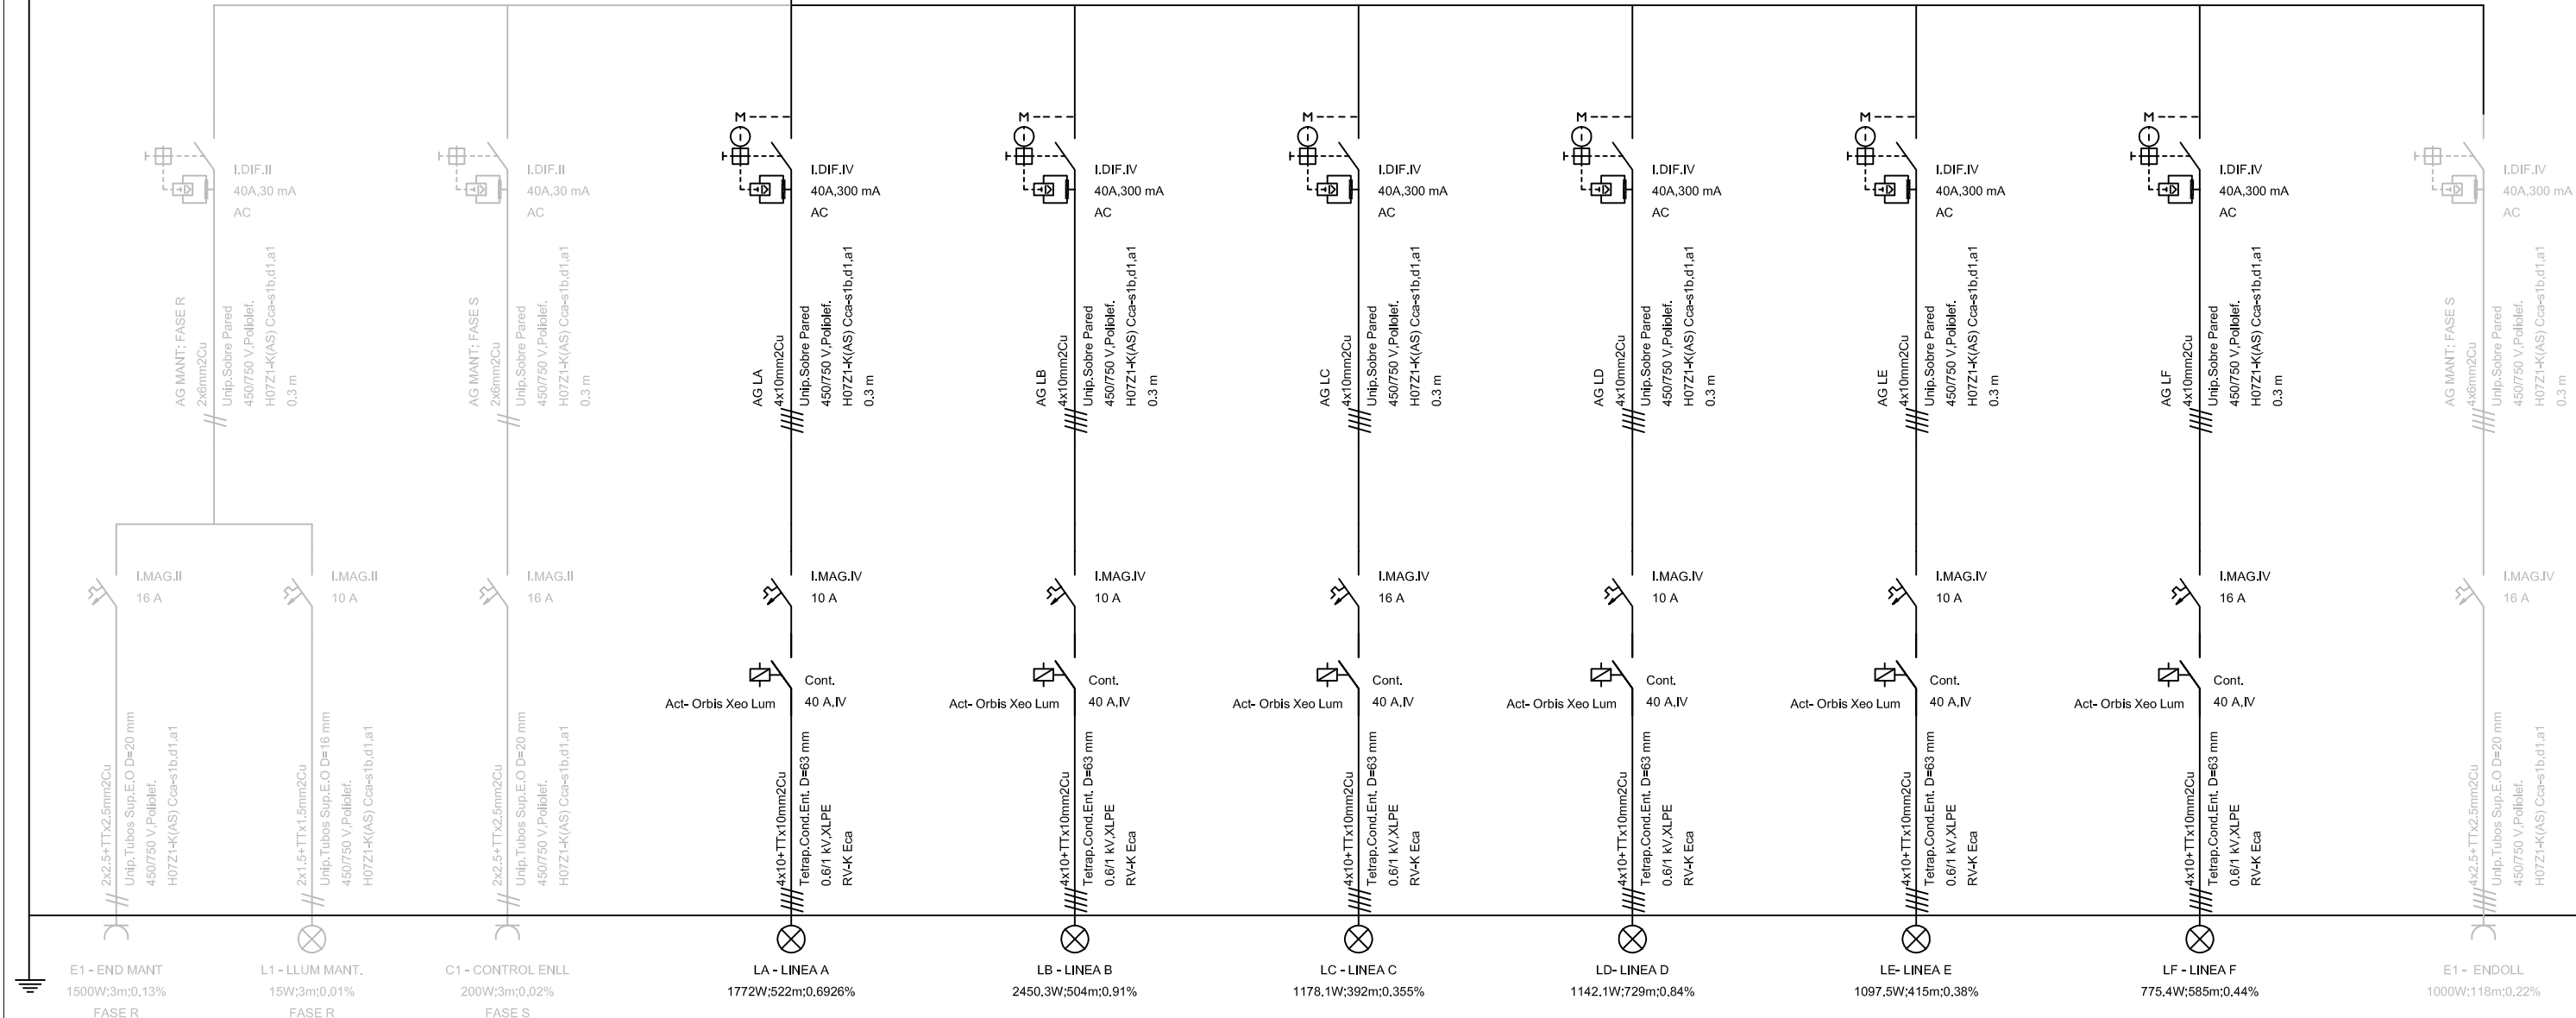 M
I.DIF.II
40A,30 mA
AC
AG MANT; FASE R
2x6mm2Cu
Unip.Sobre Pared
450/750 V,Poliolef.
H07Z1-K(AS) Cca-s1b,d1,a1
0.3 m
I.MAG.II
16 A
2x2.5+TTx2.5mm2Cu
Unip.Tubos Sup.E.O D=20 mm
450/750 V,Poliolef.
H07Z1-K(AS) Cca-s1b,d1,a1
E1 - END MANT
1500W;3m;0.13%
FASE R
I.MAG.II
10 A
2x1.5+TTx1.5mm2Cu
Unip.Tubos Sup.E.O D=16 mm
450/750 V,Poliolef.
H07Z1-K(AS) Cca-s1b,d1,a1
L1 - LLUM MANT.
15W;3m;0.01%
FASE R
I.DIF.II
40A,30 mA
AC
AG MANT; FASE S
2x6mm2Cu
Unip.Sobre Pared
450/750 V,Poliolef.
H07Z1-K(AS) Cca-s1b,d1,a1
0.3 m
I.MAG.II
16 A
2x2.5+TTx2.5mm2Cu
Unip.Tubos Sup.E.O D=20 mm
450/750 V,Poliolef.
H07Z1-K(AS) Cca-s1b,d1,a1
C1 - CONTROL ENLL
200W;3m;0.02%
FASE S
I.DIF.IV
40A,300 mA
AC
AG LA
4x10mm2Cu
Unip.Sobre Pared
450/750 V,Poliolef.
H07Z1-K(AS) Cca-s1b,d1,a1
0.3 m
I.MAG.IV
10 A
Cont.
Act- Orbis Xeo Lum 40 A,IV
4x10+TTx10mm2Cu
Tetrap.Cond.Ent. D=63 mm
0.6/1 kV,XLPE
RV-K Eca
LA - LINEA A
1772W;522m;0.6926%
M
I.DIF.IV
40A,300 mA
AC
AG LB
4x10mm2Cu
Unip.Sobre Pared
450/750 V,Poliolef.
H07Z1-K(AS) Cca-s1b,d1,a1
0.3 m
I.MAG.IV
10 A
Cont.
Act- Orbis Xeo Lum 40 A,IV
4x10+TTx10mm2Cu
Tetrap.Cond.Ent. D=63 mm
0.6/1 kV,XLPE
RV-K Eca
LB - LINEA B
2450.3W;504m;0.91%
M
I.DIF.IV
40A,300 mA
AC
AG LC
4x10mm2Cu
Unip.Sobre Pared
450/750 V,Poliolef.
H07Z1-K(AS) Cca-s1b,d1,a1
0.3 m
I.MAG.IV
16 A
Cont.
Act- Orbis Xeo Lum 40 A,IV
4x10+TTx10mm2Cu
Tetrap.Cond.Ent. D=63 mm
0.6/1 kV,XLPE
RV-K Eca
LC - LINEA C
1178.1W;392m;0.355%
M
I.DIF.IV
40A,300 mA
AC
AG LD
4x10mm2Cu
Unip.Sobre Pared
450/750 V,Poliolef.
H07Z1-K(AS) Cca-s1b,d1,a1
0.3 m
I.MAG.IV
10 A
Cont.
Act- Orbis Xeo Lum 40 A,IV
4x10+TTx10mm2Cu
Tetrap.Cond.Ent. D=63 mm
0.6/1 kV,XLPE
RV-K Eca
LD- LINEA D
1142.1W;729m;0.84%
M
I.DIF.IV
40A,300 mA
AC
AG LE
4x10mm2Cu
Unip.Sobre Pared
450/750 V,Poliolef.
H07Z1-K(AS) Cca-s1b,d1,a1
0.3 m
I.MAG.IV
10 A
Cont.
Act- Orbis Xeo Lum 40 A,IV
4x10+TTx10mm2Cu
Tetrap.Cond.Ent. D=63 mm
0.6/1 kV,XLPE
RV-K Eca
LE- LINEA E
1097.5W;415m;0.38%
M
I.DIF.IV
40A,300 mA
AC
AG LF
4x10mm2Cu
Unip.Sobre Pared
450/750 V,Poliolef.
H07Z1-K(AS) Cca-s1b,d1,a1
0.3 m
I.MAG.IV
16 A
Cont.
Act- Orbis Xeo Lum 40 A,IV
4x10+TTx10mm2Cu
Tetrap.Cond.Ent. D=63 mm
0.6/1 kV,XLPE
RV-K Eca
LF - LINEA F
775.4W;585m;0.44%
I.DIF.IV
40A,300 mA
AC
AG MANT; FASE S
4x6mm2Cu
Unip.Sobre Pared
450/750 V,Poliolef.
H07Z1-K(AS) Cca-s1b,d1,a1
0.3 m
I.MAG.IV
16 A
4x2.5+TTx2.5mm2Cu
Unip.Tubos Sup.E.O D=20 mm
450/750 V,Poliolef.
H07Z1-K(AS) Cca-s1b,d1,a1
E1 - ENDOLL
1000W;118m;0.22%